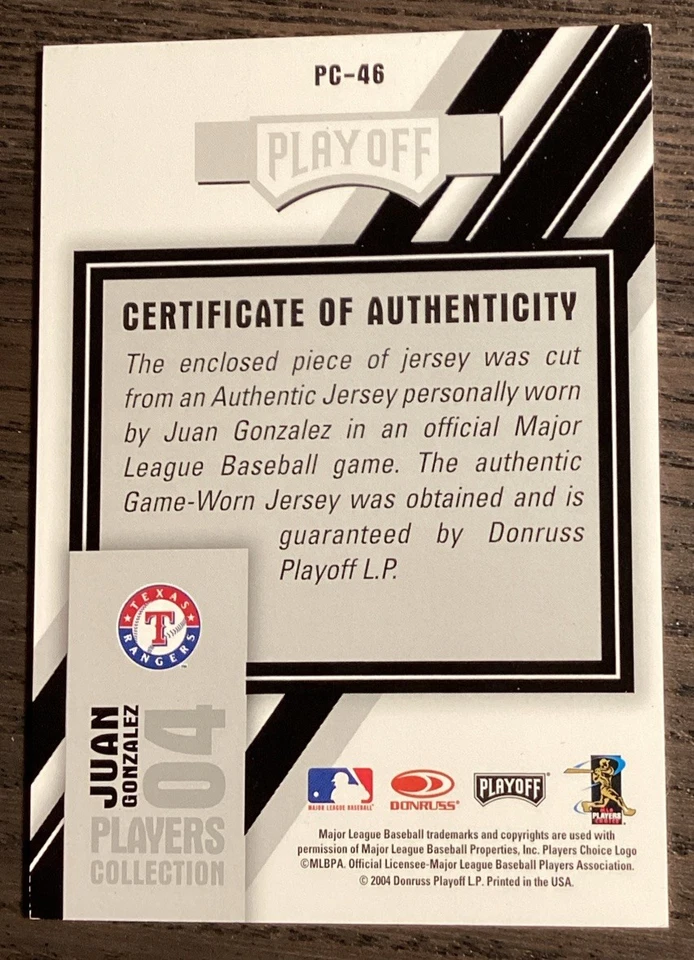 PC-46
PLAYOFF
CERTIFICATE OF AUTHENTICITY
The enclosed piece of jersey was cut
from an Authentic Jersey personally worn
by Juan Gonzalez in an official Major
League Baseball game. The authentic
Game-Worn Jersey was obtained and is
guaranteed by Donruss
Playoff L.P.
TEXAS
T
RANGERS
JUAN
GONZALEZ
04
PLAYERS
COLLECTION
MAJOR LEAGUE BASEBALL
DONRUSS
PLAYOFF
MLB
PLAYERS
CHOICE
Major League Baseball trademarks and copyrights are used with
permission of Major League Baseball Properties, Inc. Players Choice Logo
©MLBPA. Official Licensee-Major League Baseball Players Association.
© 2004 Donruss Playoff L.P. Printed in the USA.